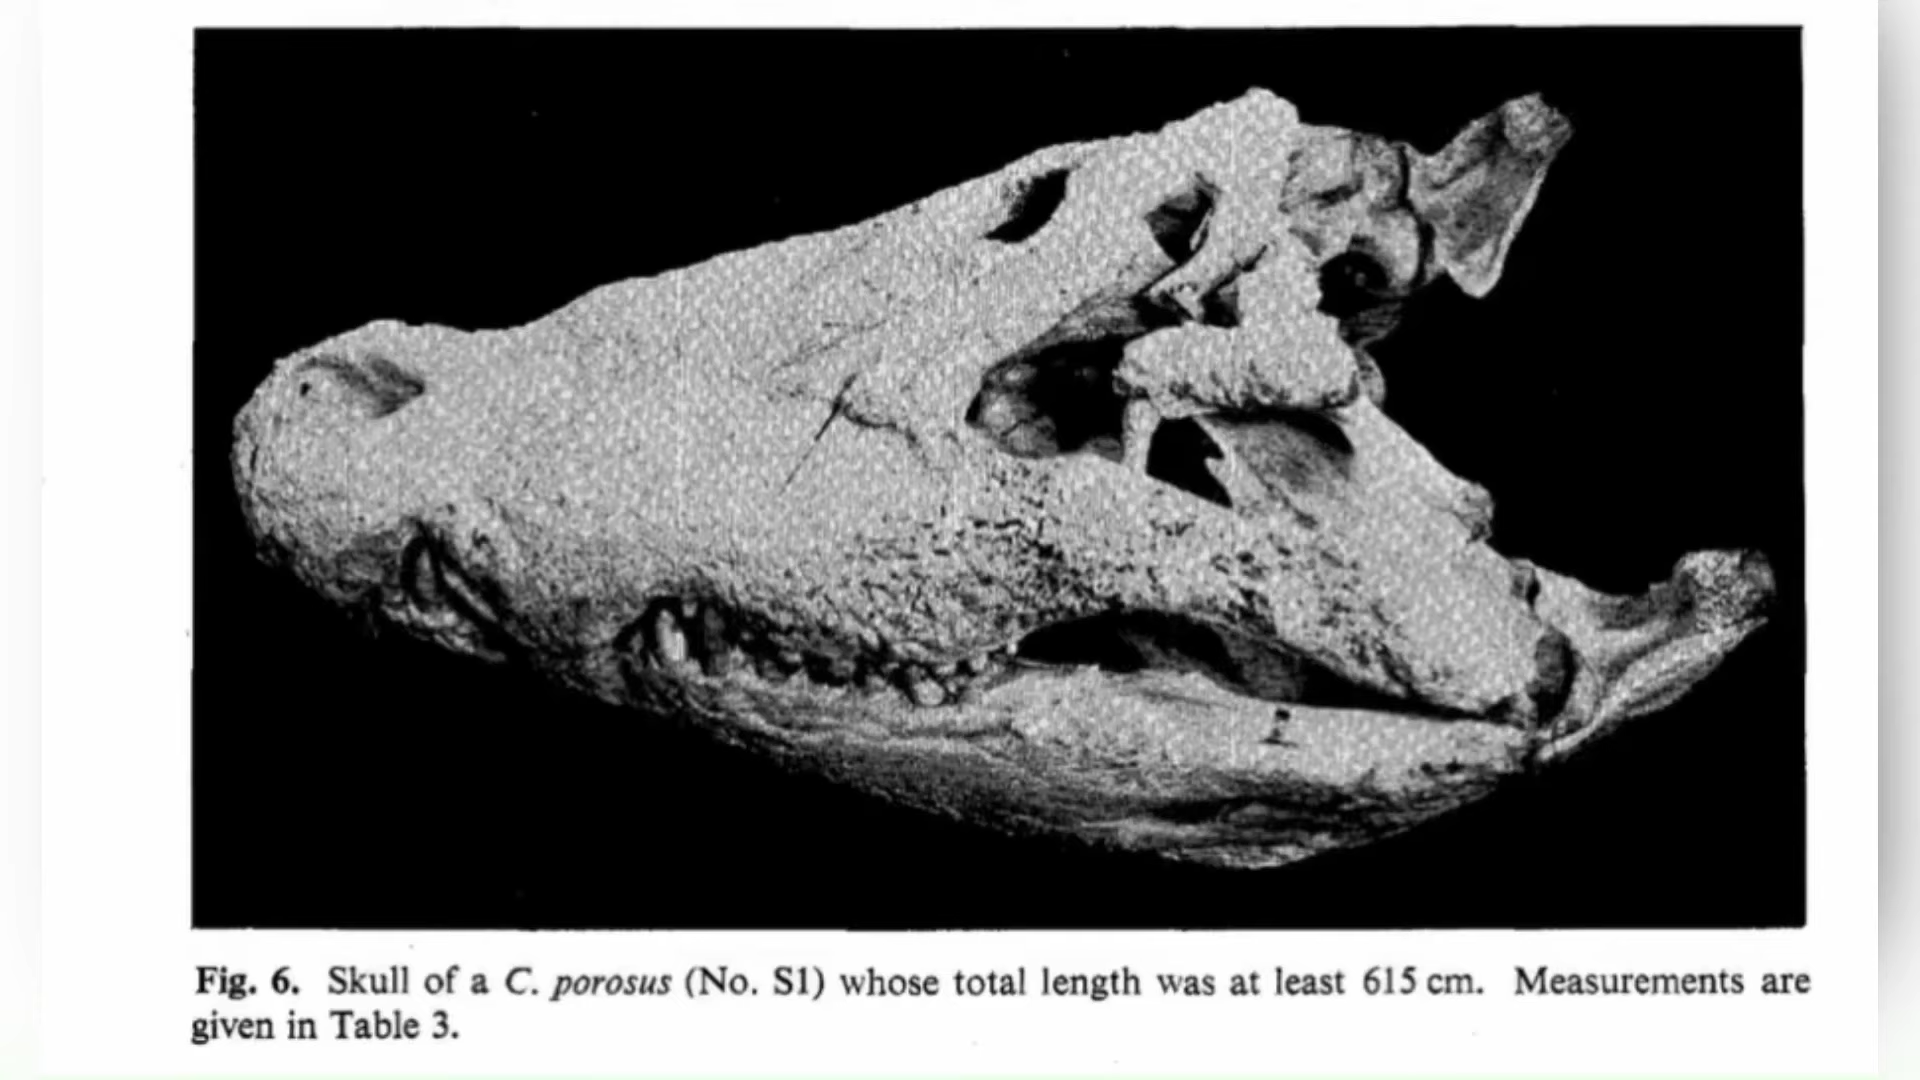 Fig. 6. Skull of a C. porosus (No. S1) whose total length was at least 615 cm. Measurements are
given in Table 3.